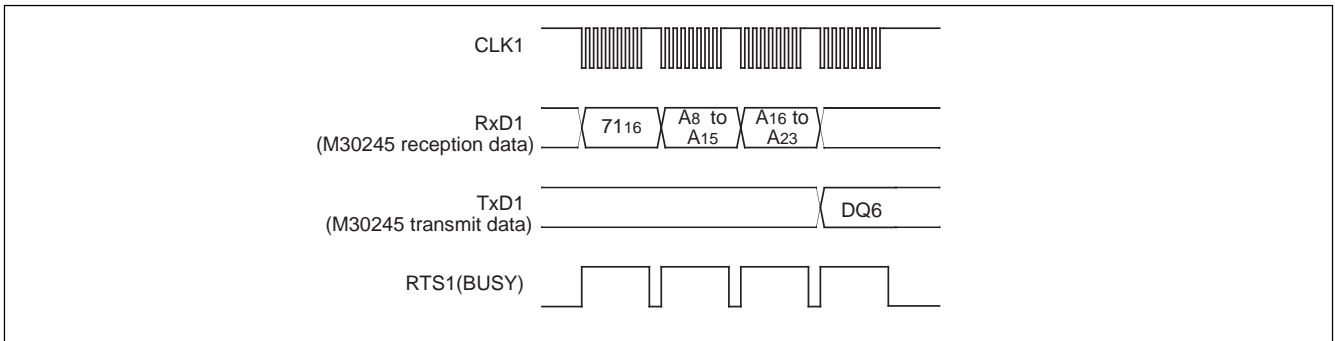 CLK1
RxD1
(M30245 reception data)
7116
A8 to
A15
A16 to
A23
TxD1
(M30245 transmit data)
DQ6
RTS1(BUSY)